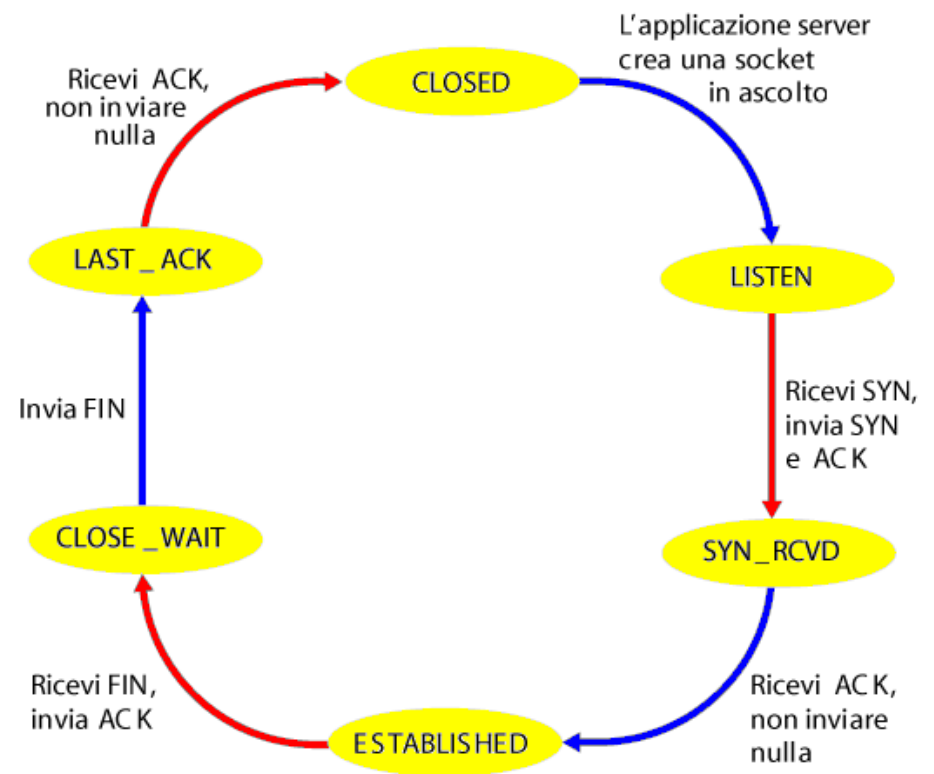 L'applicazione server
crea una socket
in ascolto
Ricevi ACK,
non inviare
nulla
CLOSED
LAST_ACK
LISTEN
Ricevi SYN,
invia SYN
e ACK
Invia FIN
CLOSE_WAIT
SYN_RCVD
Ricevi FIN,
invia ACK
Ricevi ACK,
non inviare
nulla
ESTABLISHED